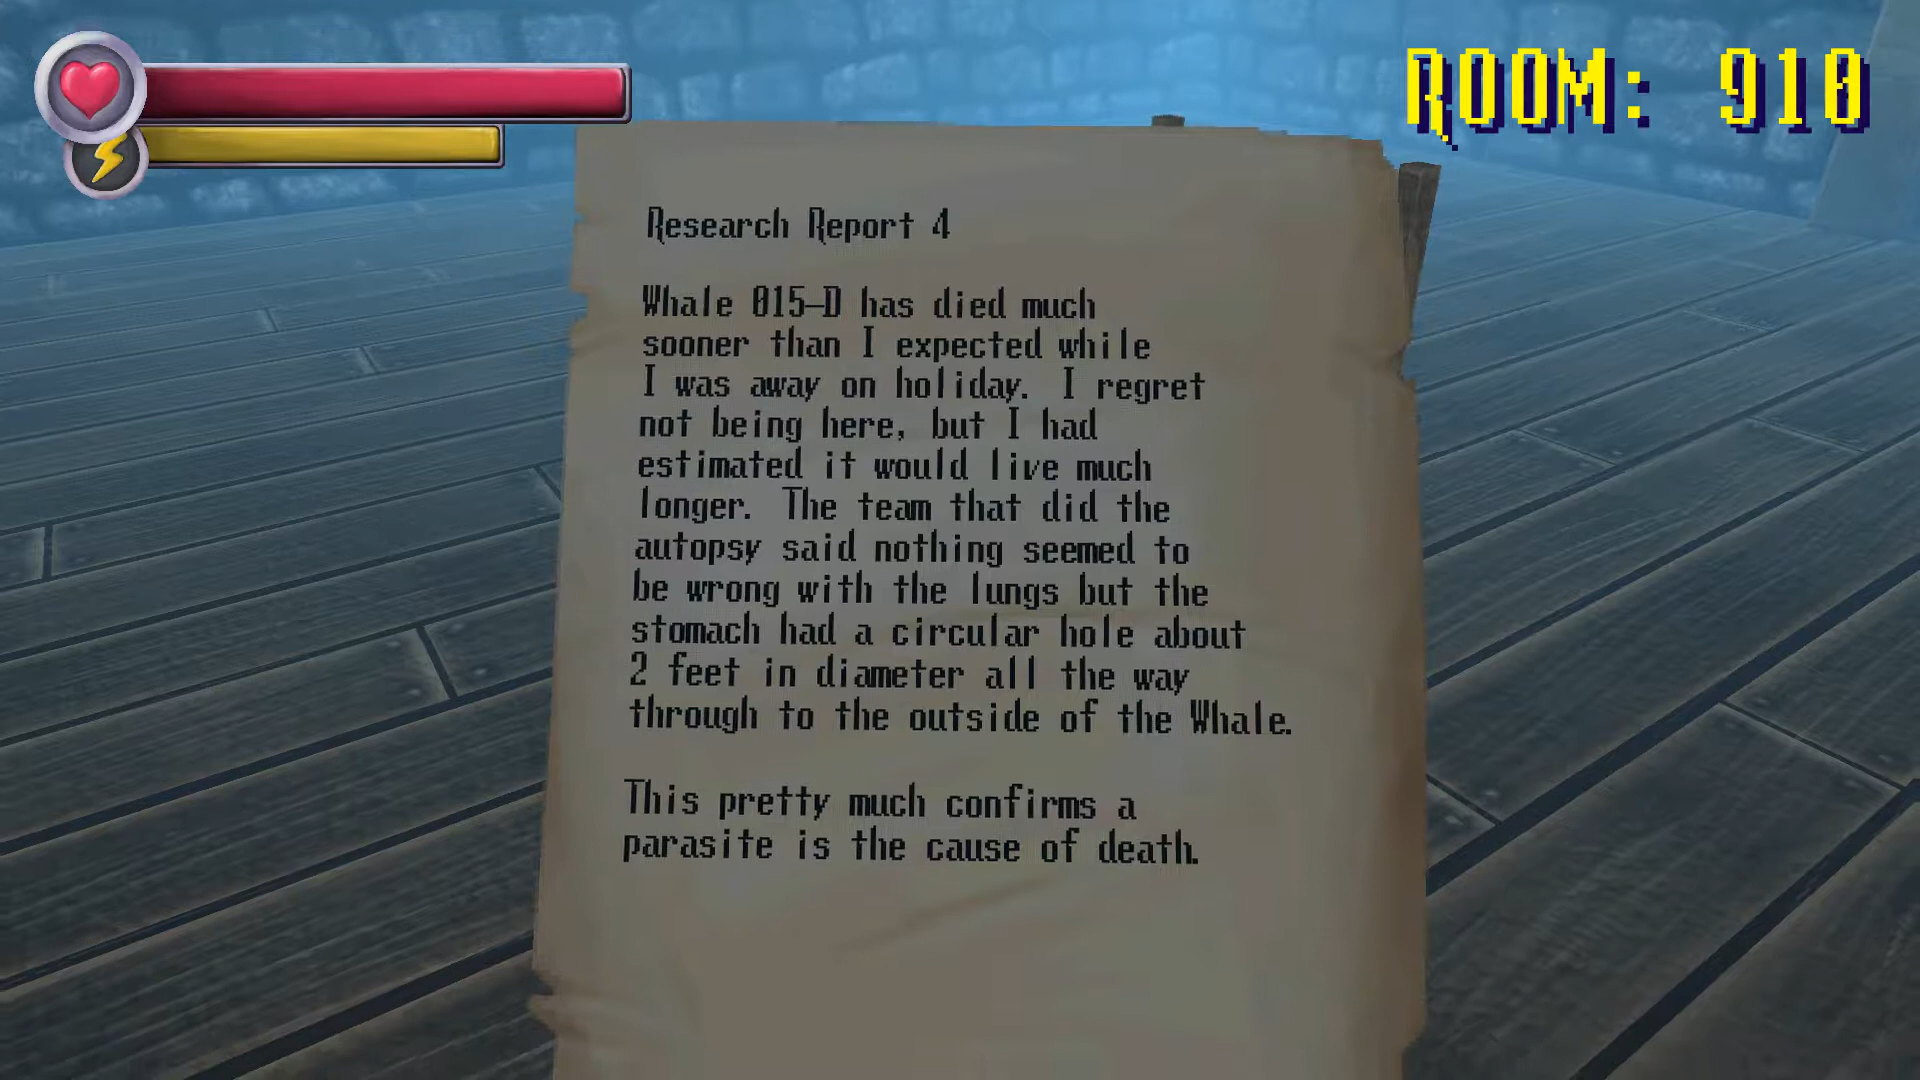 ROOM: 910
Research Report 4
Whale 015-D has died much
sooner than I expected while
I was away on holiday. I regret
not being here, but I had
estimated it would live much
longer. The team that did the
autopsy said nothing seemed to
be wrong with the lungs but the
stomach had a circular hole about
2 feet in diameter all the way
through to the outside of the Whale.
This pretty much confirms a
parasite is the cause of death.